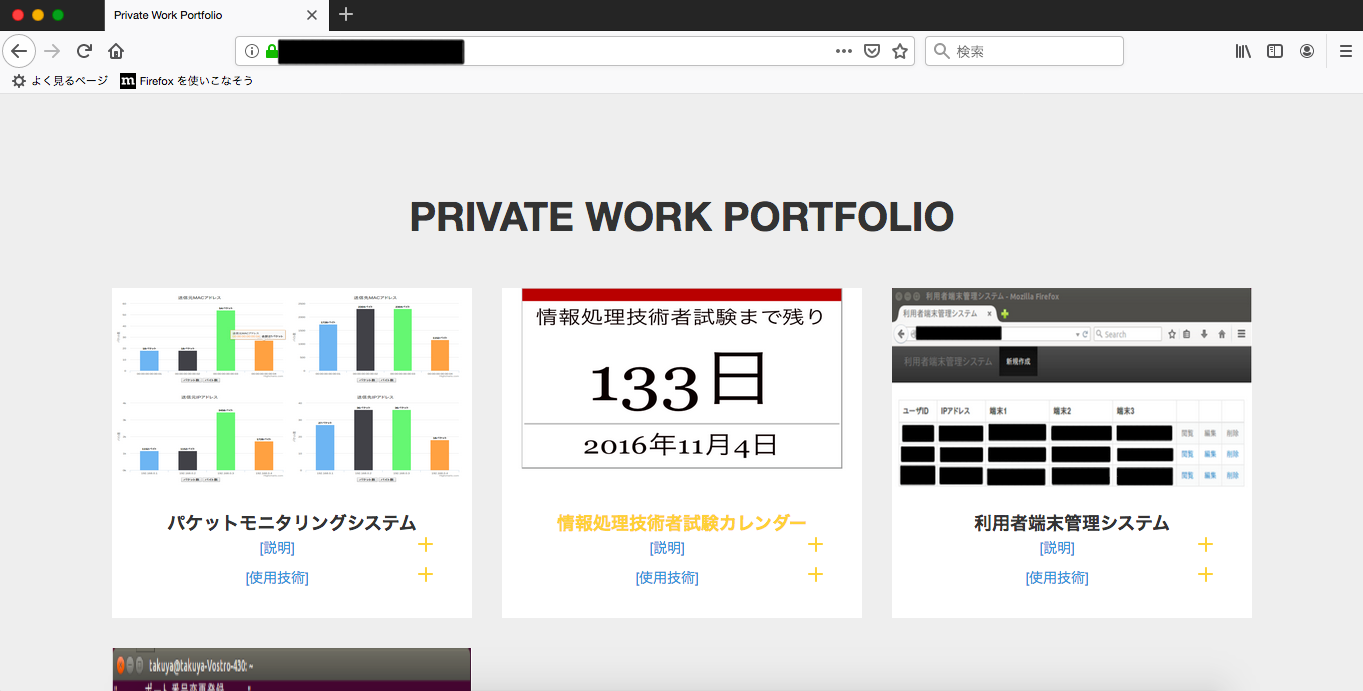 Private Work Portfolio
検索
よく見るページ
Firefox を使いこなそう
PRIVATE WORK PORTFOLIO
送信元MACアドレス
送信先MACアドレス
送信元IPアドレス
送信先IPアドレス
パケットモニタリングシステム
[説明]
[使用技術]
情報処理技術者試験まで残り
133日
2016年11月4日
情報処理技術者試験カレンダー
[説明]
[使用技術]
利用者端末管理システム - Mozilla Firefox
利用者端末管理システム
Search
利用者端末管理システム 新規作成
ユーザID IPアドレス 端末1 端末2 端末3
閲覧 編集 削除
閲覧 編集 削除
閲覧 編集 削除
利用者端末管理システム
[説明]
[使用技術]
takuya@takuya-Vostro-430: ~